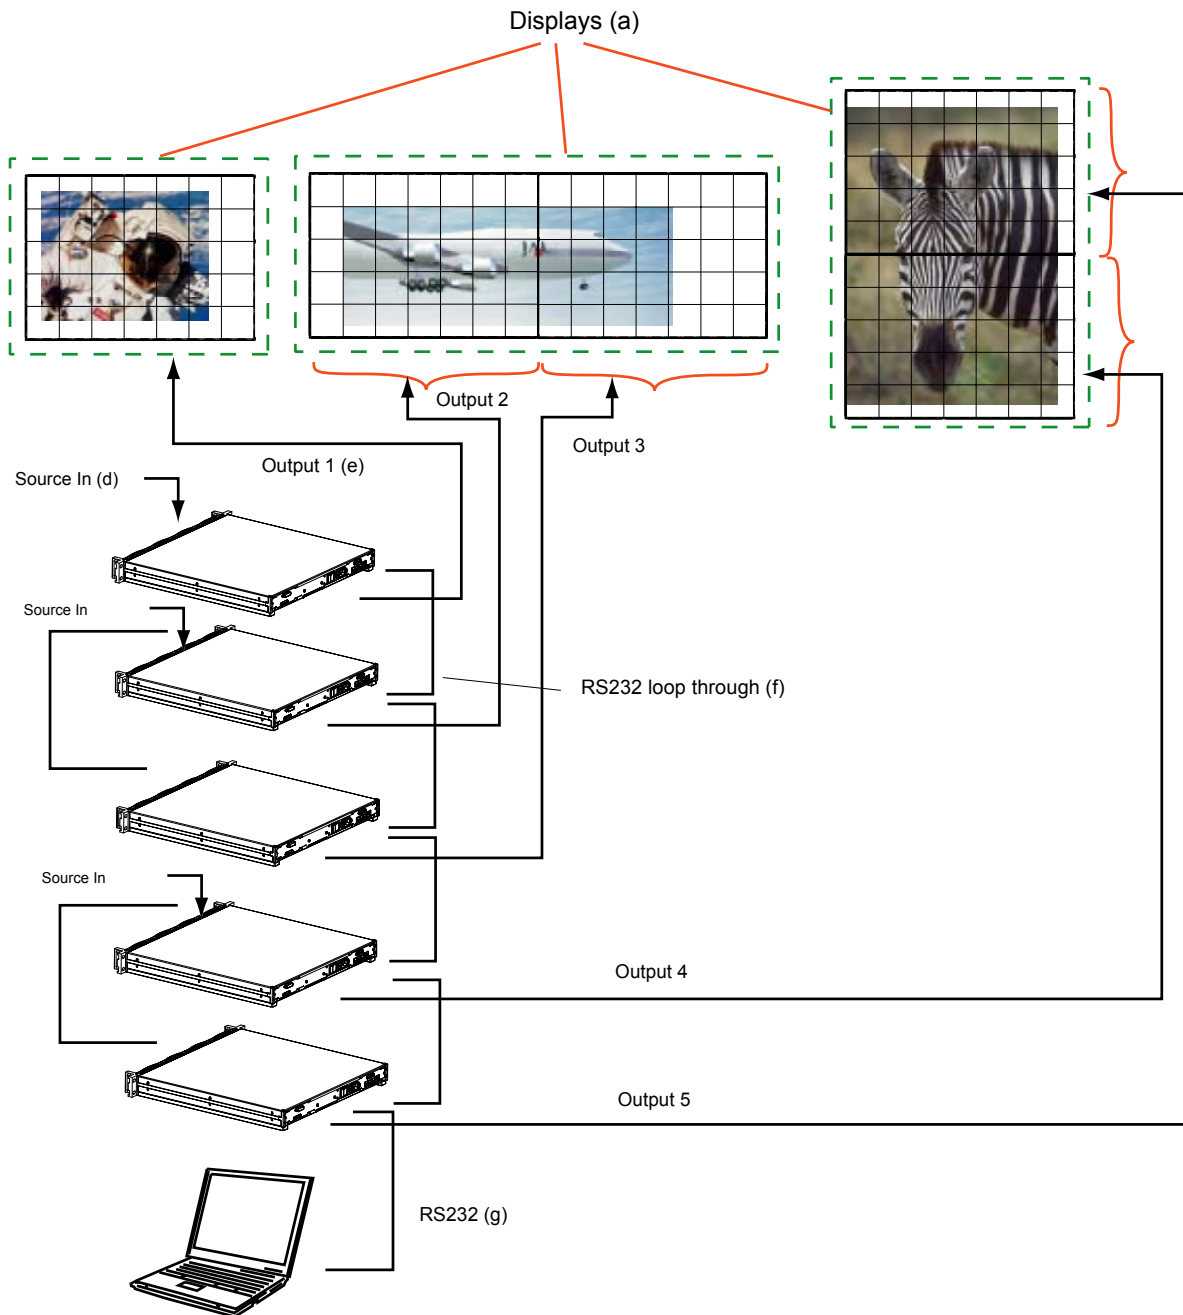 Displays (a)
Output 2
Output 3
Output 1 (e)
Source In (d)
Source In
RS232 loop through (f)
Source In
Output 4
Output 5
RS232 (g)